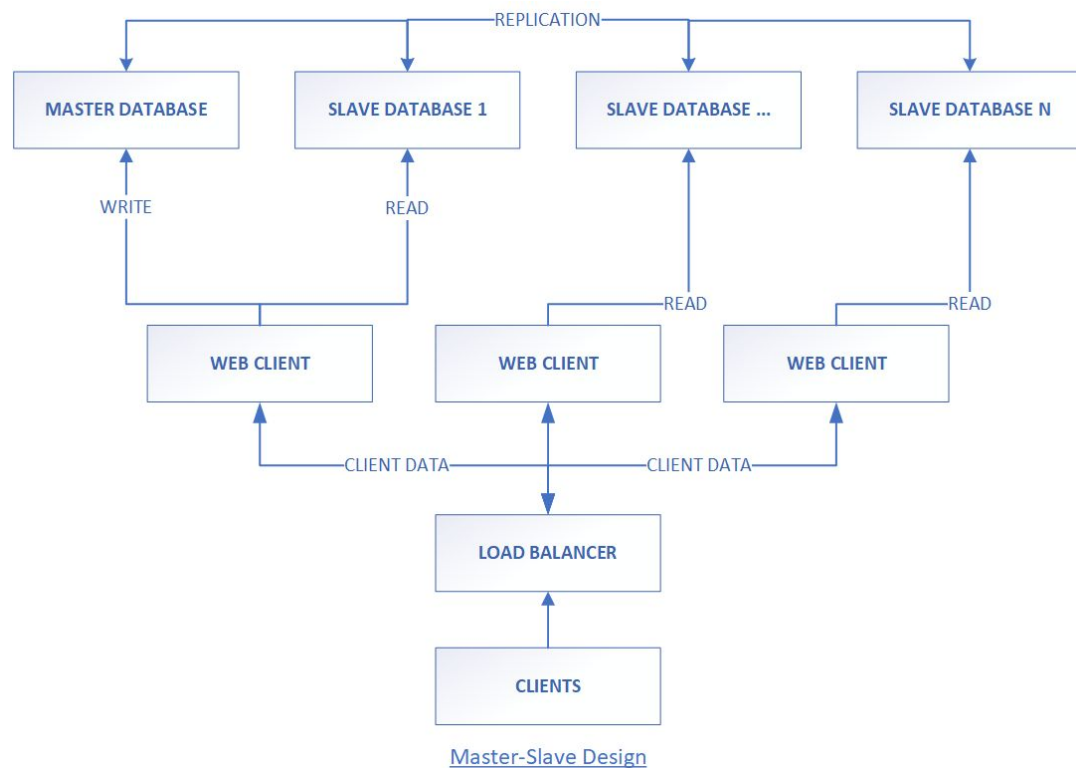 REPLICATION
MASTER DATABASE
SLAVE DATABASE 1
SLAVE DATABASE ...
SLAVE DATABASE N
WRITE
READ
READ
READ
WEB CLIENT
WEB CLIENT
WEB CLIENT
CLIENT DATA
CLIENT DATA
LOAD BALANCER
CLIENTS
Master-Slave Design